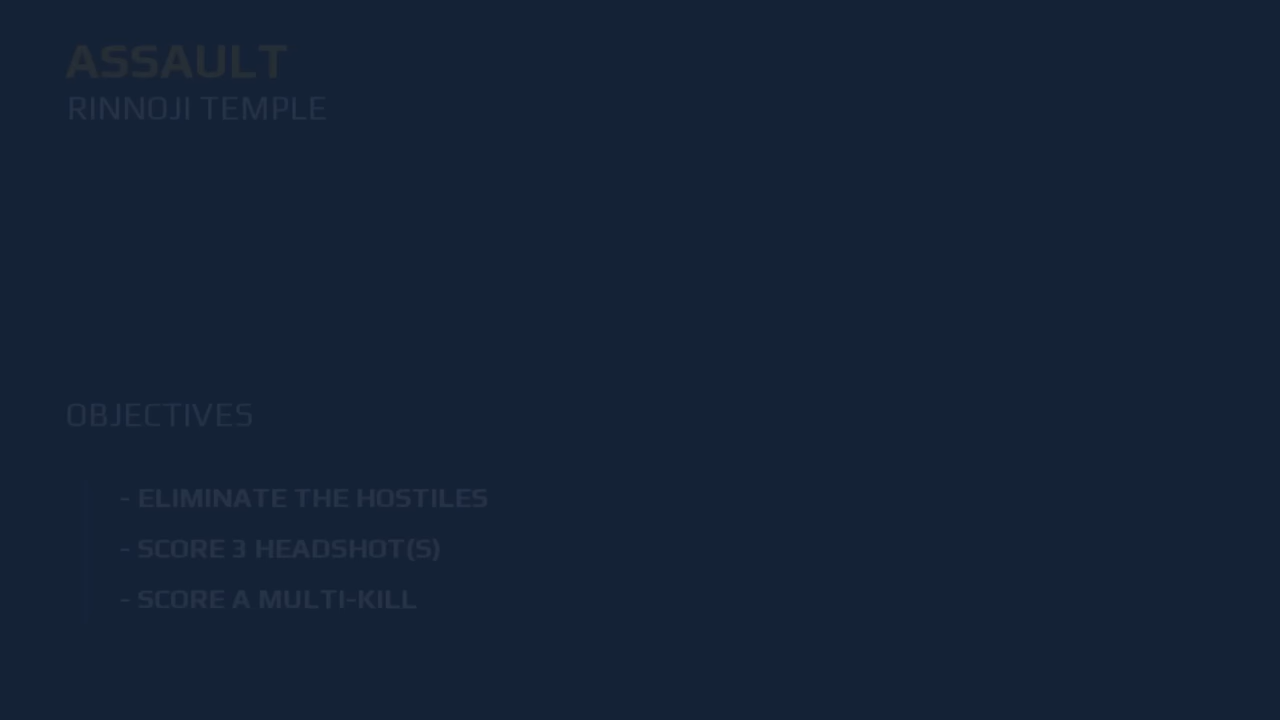 ASSAULT
RINNOJI TEMPLE
OBJECTIVES
- ELIMINATE THE HOSTILES
- SCORE 3 HEADSHOT(S)
- SCORE A MULTI-KILL